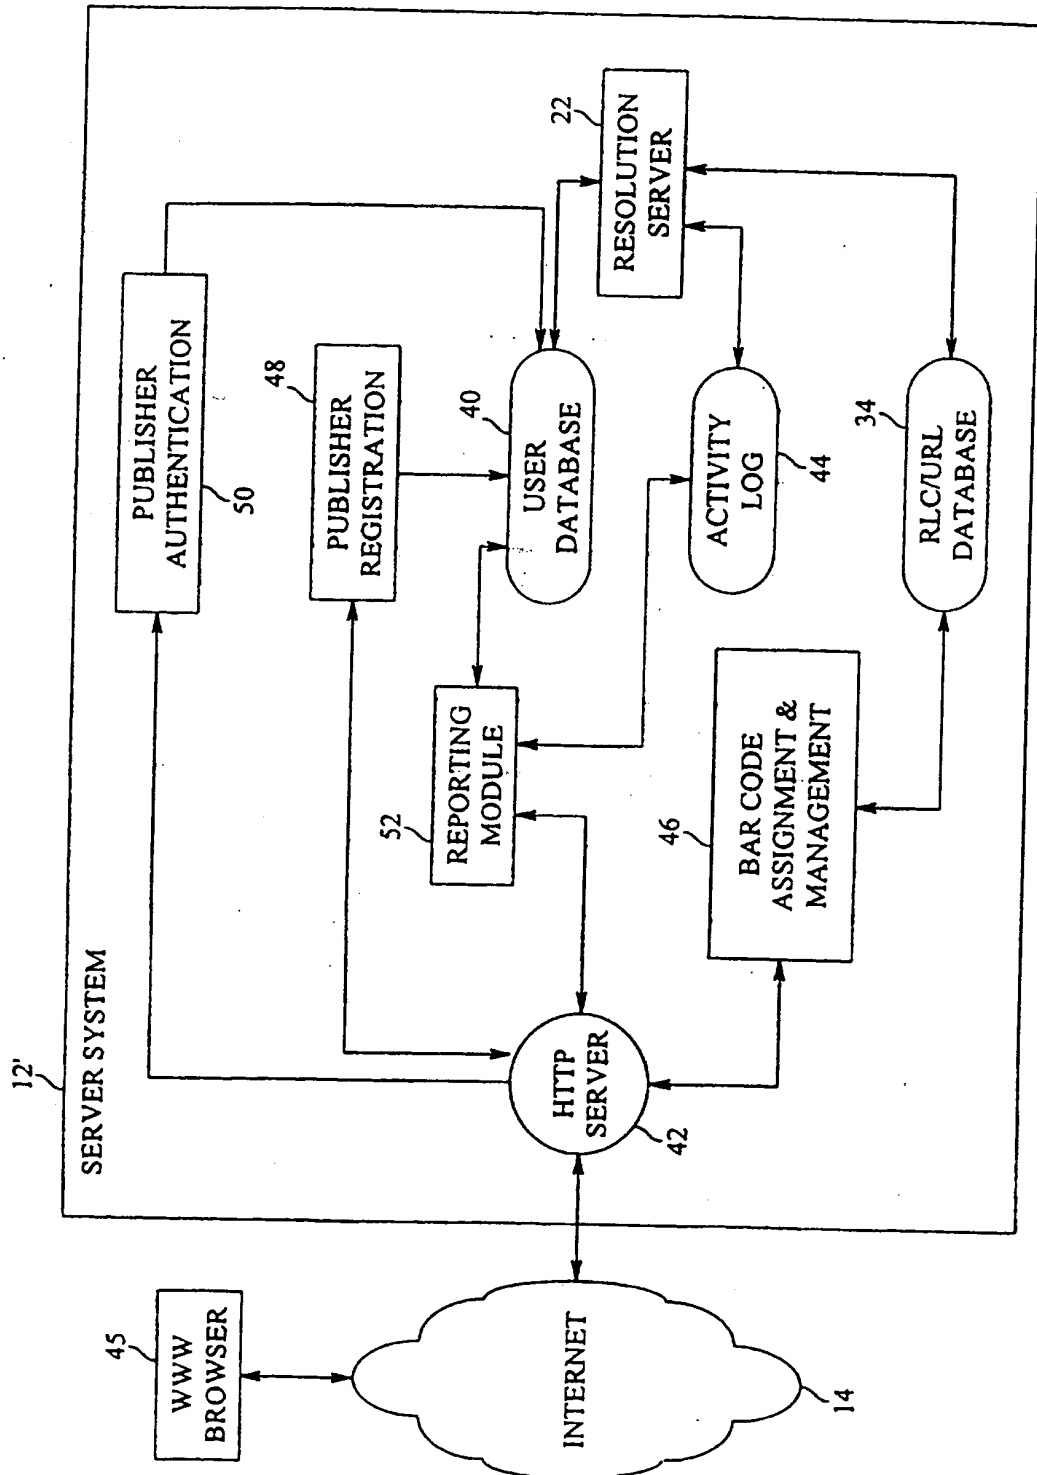 45
WWW
BROWSER
INTERNET
14
12'
SERVER SYSTEM
HTTP
SERVER
42
PUBLISHER
AUTHENTICATION
50
48
PUBLISHER
REGISTRATION
52
REPORTING
MODULE
40
USER
DATABASE
22
RESOLUTION
SERVER
ACTIVITY
LOG
44
46
BAR CODE
ASSIGNMENT &
MANAGEMENT
34
RLC/URL
DATABASE